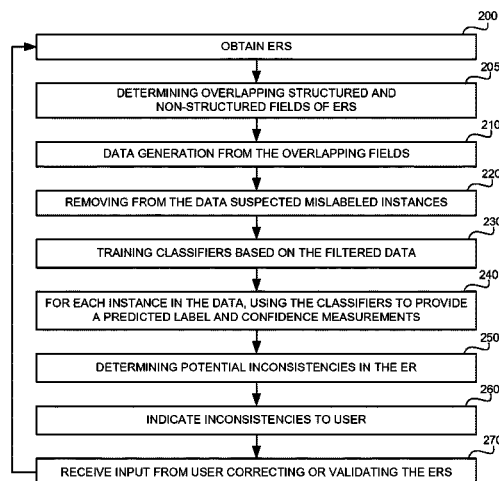 200
OBTAIN ERS
205
DETERMINING OVERLAPPING STRUCTURED AND
NON-STRUCTURED FIELDS OF ERS
210
DATA GENERATION FROM THE OVERLAPPING FIELDS
220
REMOVING FROM THE DATA SUSPECTED MISLABELED INSTANCES
230
TRAINING CLASSIFIERS BASED ON THE FILTERED DATA
240
FOR EACH INSTANCE IN THE DATA, USING THE CLASSIFIERS TO PROVIDE
A PREDICTED LABEL AND CONFIDENCE MEASUREMENTS
250
DETERMINING POTENTIAL INCONSISTENCIES IN THE ER
260
INDICATE INCONSISTENCIES TO USER
270
RECEIVE INPUT FROM USER CORRECTING OR VALIDATING THE ERS